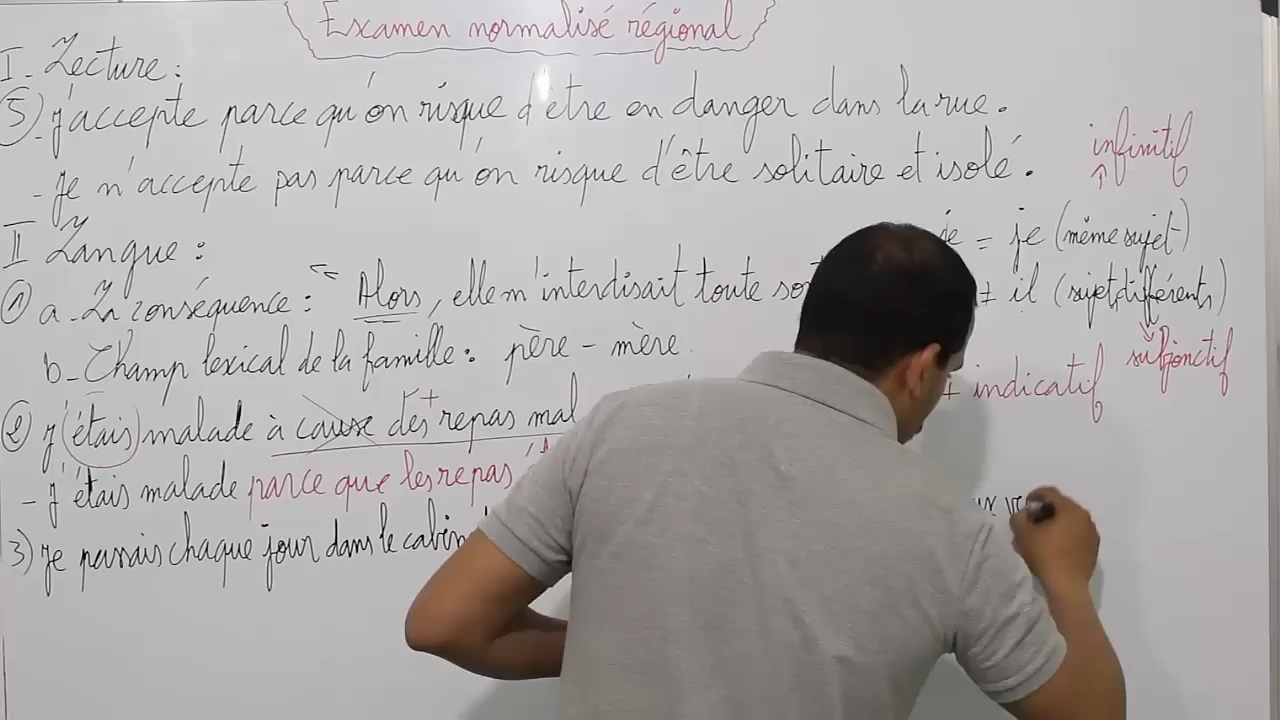 Examen normalisé régional
I - Lecture :
5) - j'accepte parce qu'on risque d'être en danger dans la rue.
- Je n'accepte pas parce qu'on risque d'être solitaire et isolé.
infinitif
II Langue :
je = je (même sujet)
① a - La conséquence : " Alors, elle m'interdisait toute
≠ il (sujets différents)
subjonctif
b - Champ lexical de la famille : père - mère
+ indicatif
② j'étais malade à cause des repas mal
- j'étais malade parce que les repas
3) Je passais chaque jour dans le